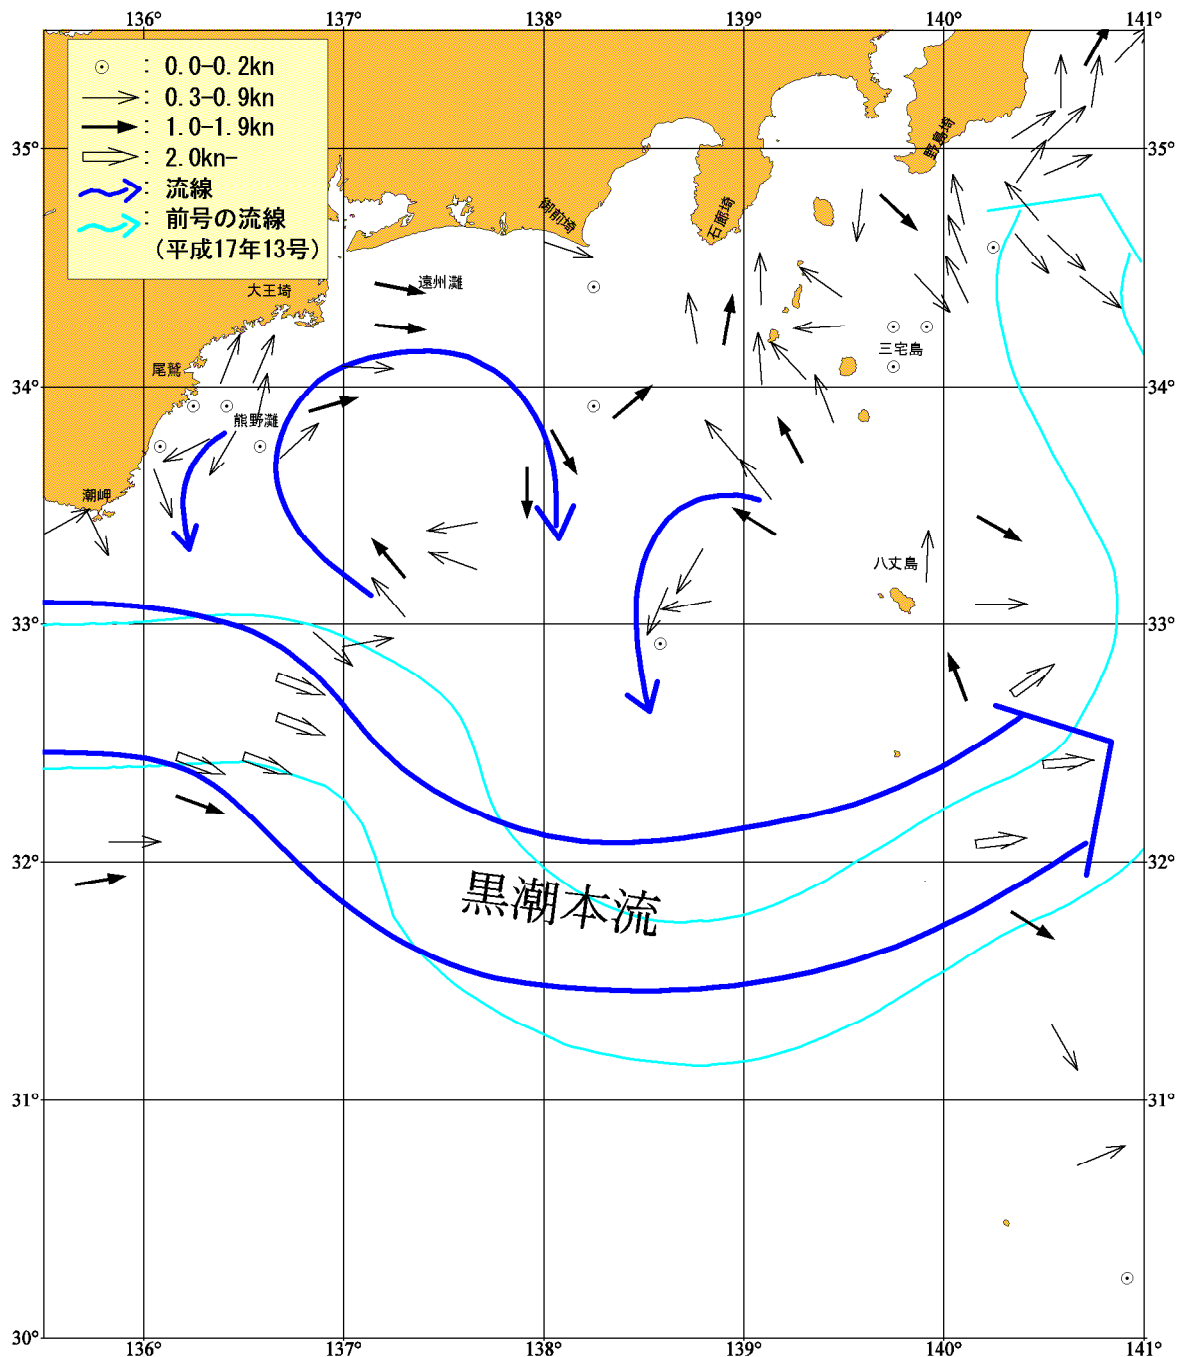 136° 137° 138° 139° 140° 141°
: 0.0-0.2kn
: 0.3-0.9kn
: 1.0-1.9kn
: 2.0kn-
: 流線
: 前号の流線
(平成17年13号)
35° 35°
野島埼
御前埼
石廊埼
遠州灘
大王埼
三宅島
尾鷲
34° 34°
熊野灘
潮岬
八丈島
33° 33°
32° 32°
黒潮本流
31° 31°
30° 30°
136° 137° 138° 139° 140° 141°